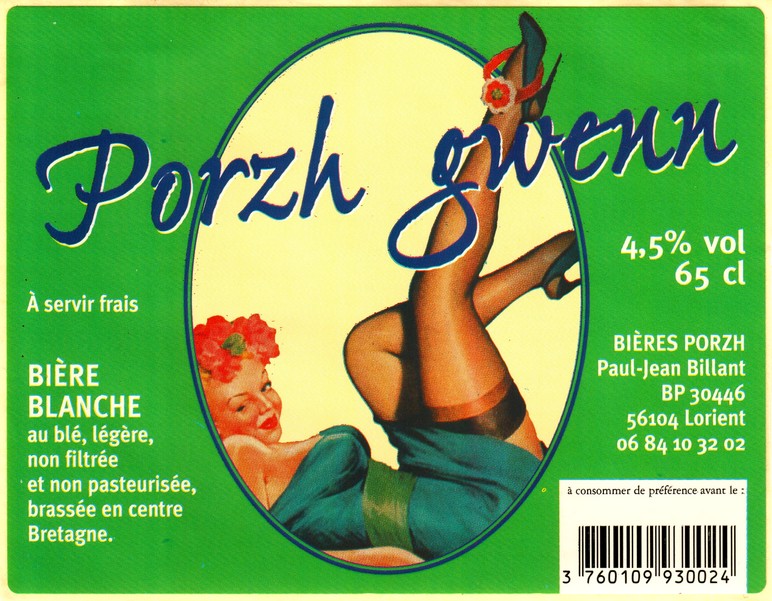 Porzh gwenn
À servir frais
BIÈRE
BLANCHE
au blé, légère,
non filtrée
et non pasteurisée,
brassée en centre
Bretagne.
4,5% vol
65 cl
BIÈRES PORZH
Paul-Jean Billant
BP 30446
56104 Lorient
06 84 10 32 02
à consommer de préférence avant le :
3 760109 930024